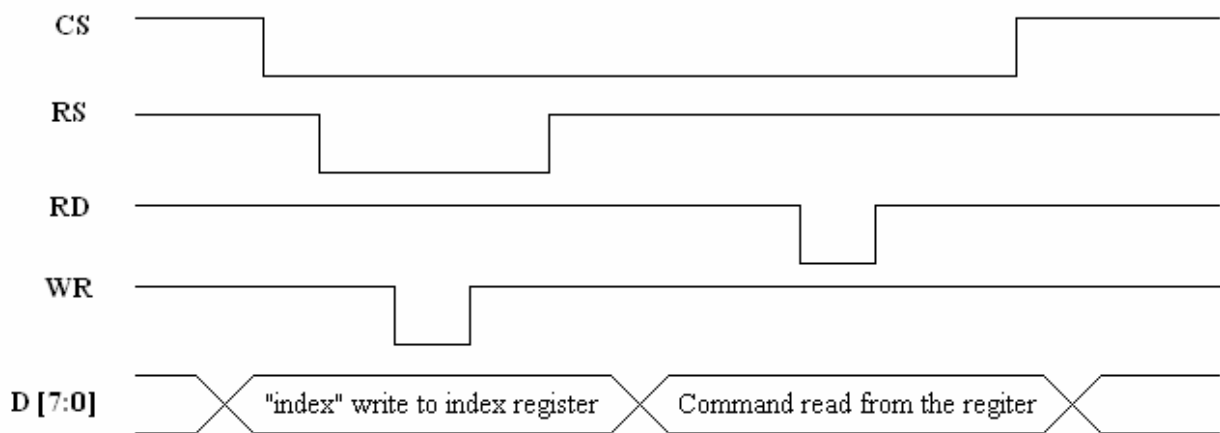 CS
RS
RD
WR
D [7:0]
"index" write to index register
Command read from the regiter